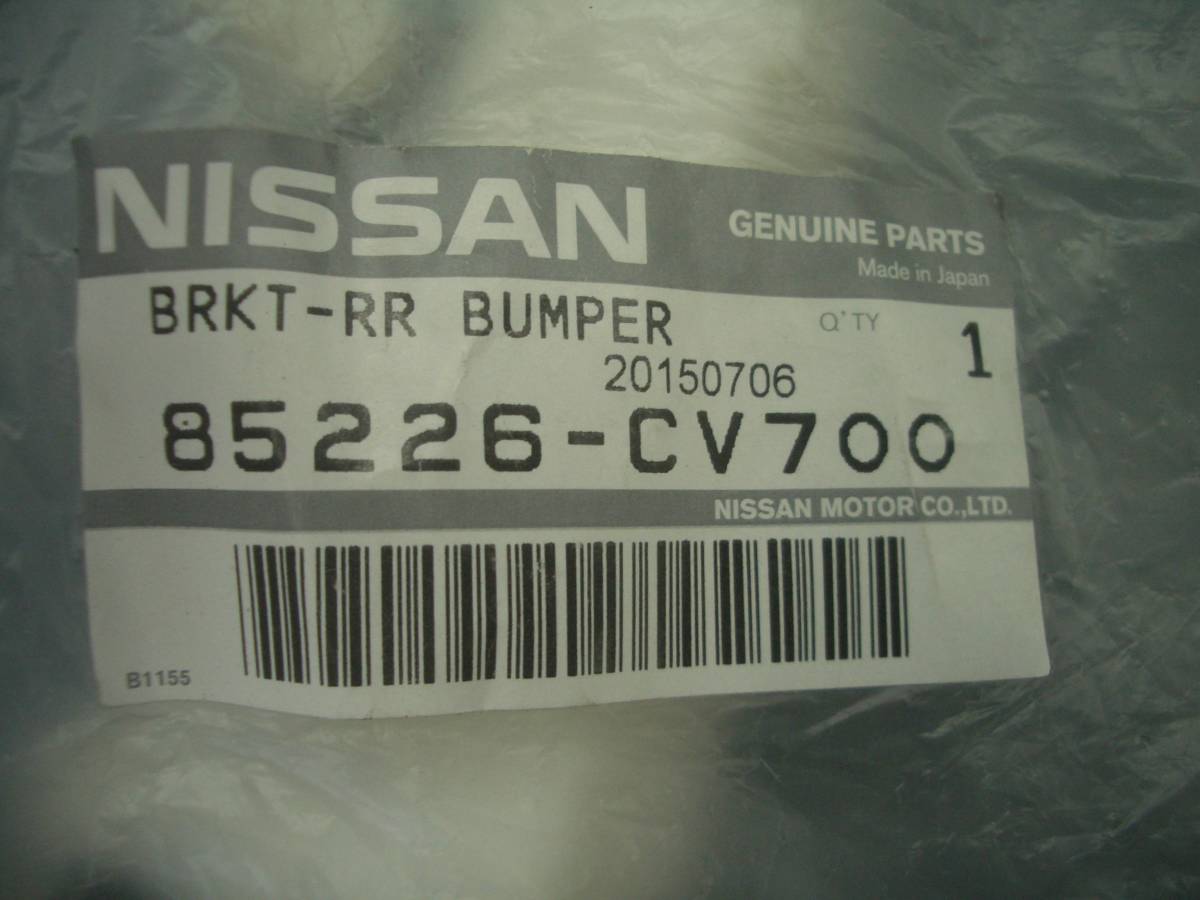 NISSAN GENUINE PARTS
Made in Japan
BRKT-RR BUMPER Q'TY 1
20150706
85226-CV700
NISSAN MOTOR CO.,LTD.
B1155